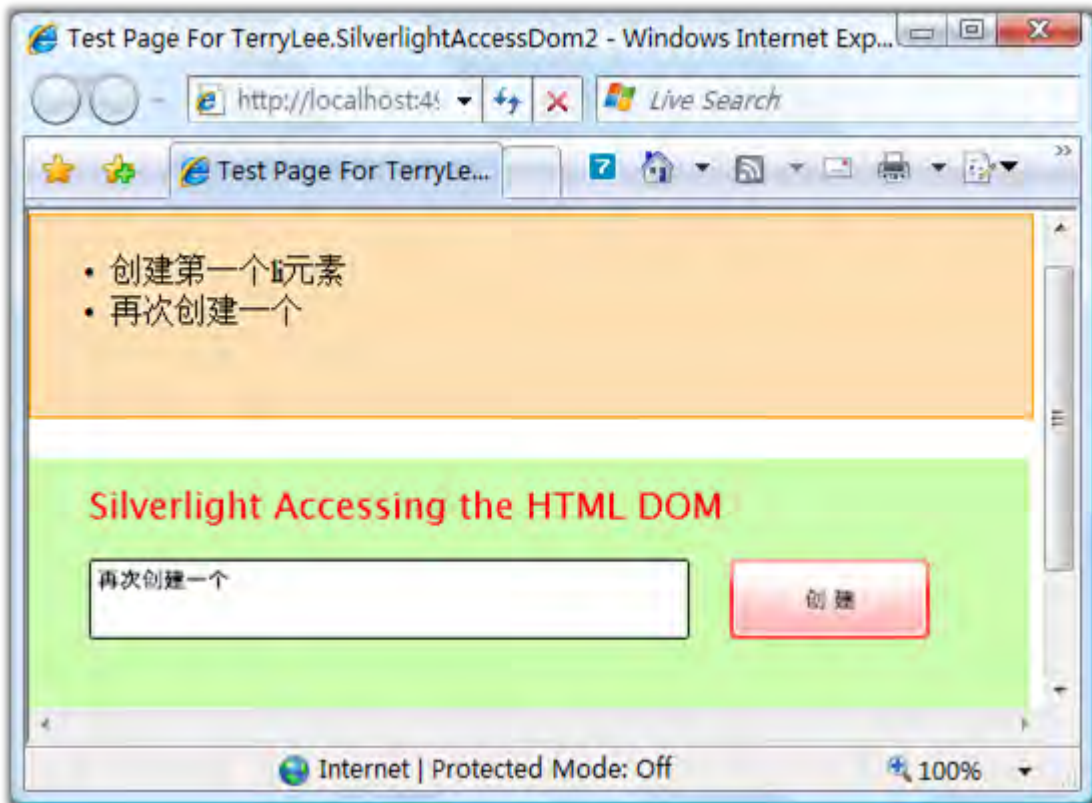 Test Page For TerryLee.SilverlightAccessDom2 - Windows Internet Exp...
http://localhost:49
Live Search
Test Page For TerryLe...
• 创建第一个li元素
• 再次创建一个
Silverlight Accessing the HTML DOM
再次创建一个
创 建
Internet | Protected Mode: Off
100%